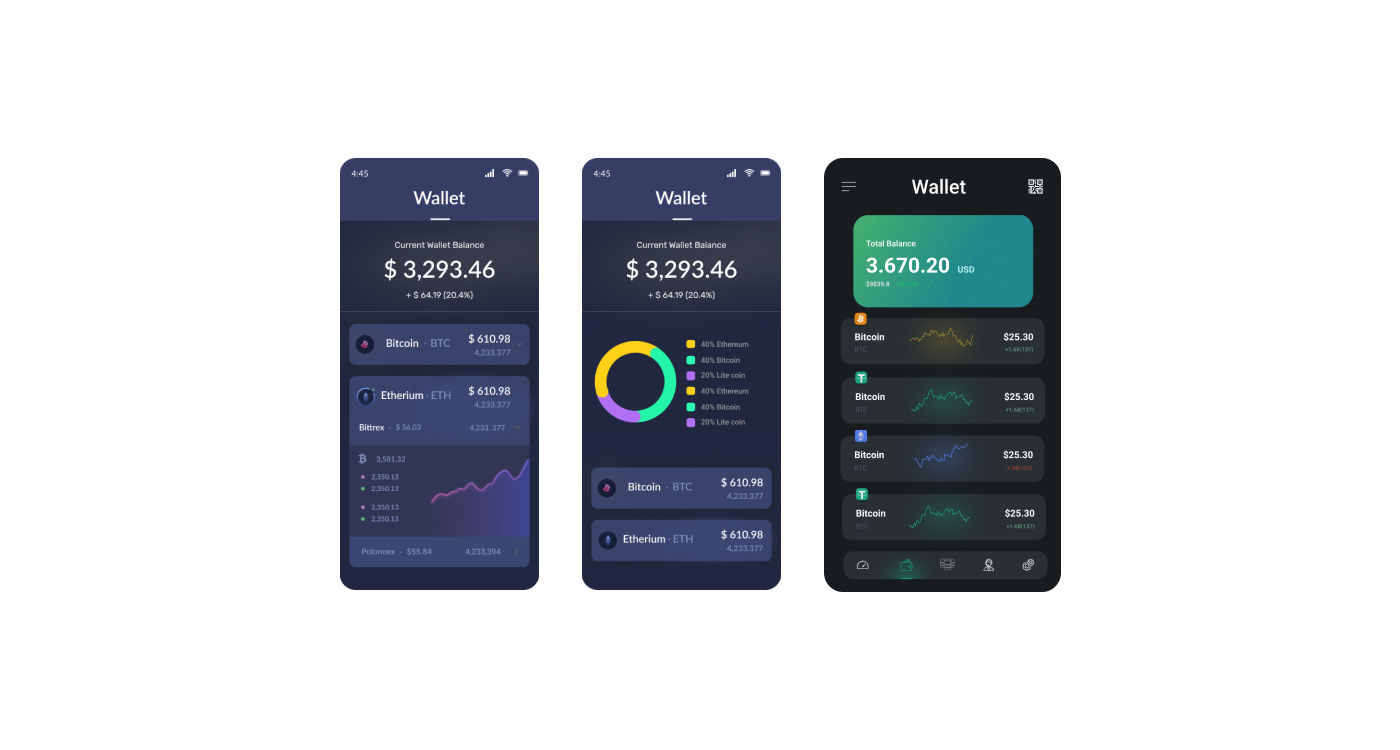 4:45
Wallet
Current Wallet Balance
$ 3,293.46
+ $ 64.19 (20.4%)
Bitcoin · BTC
$ 610.98
4,233.377
Etherium · ETH
$ 610.98
4,233.377
Bittrex · $ 56.03
4,233. 377
3,581.32
2,350.13
2,350.13
2,350.13
2,350.13
Polonoex · $55.84
4,233,394
4:45
Wallet
Current Wallet Balance
$ 3,293.46
+ $ 64.19 (20.4%)
40% Ethereum
40% Bitcoin
20% Lite coin
40% Ethereum
40% Bitcoin
20% Lite coin
Bitcoin · BTC
$ 610.98
4,233.377
Etherium · ETH
$ 610.98
4,233.377
Wallet
Total Balance
3.670.20 USD
$9839.8
Bitcoin
BTC
$25.30
+1.68(137)
Bitcoin
BTC
$25.30
+1.68(137)
Bitcoin
BTC
$25.30
-1.68(137)
Bitcoin
BTC
$25.30
+1.68(137)